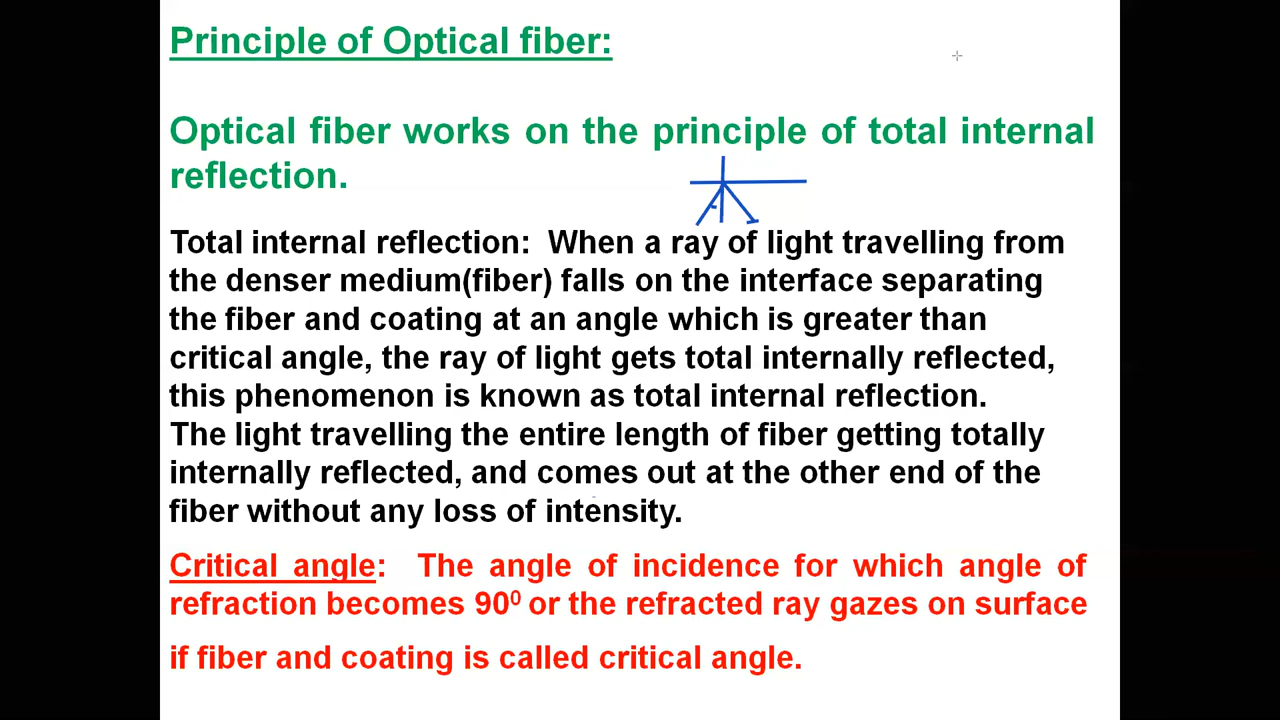 Principle of Optical fiber:
Optical fiber works on the principle of total internal
reflection.
Total internal reflection:  When a ray of light travelling from
the denser medium(fiber) falls on the interface separating
the fiber and coating at an angle which is greater than
critical angle, the ray of light gets total internally reflected,
this phenomenon is known as total internal reflection.
The light travelling the entire length of fiber getting totally
internally reflected, and comes out at the other end of the
fiber without any loss of intensity.
Critical angle:  The angle of incidence for which angle of
refraction becomes 90⁰ or the refracted ray gazes on surface
if fiber and coating is called critical angle.